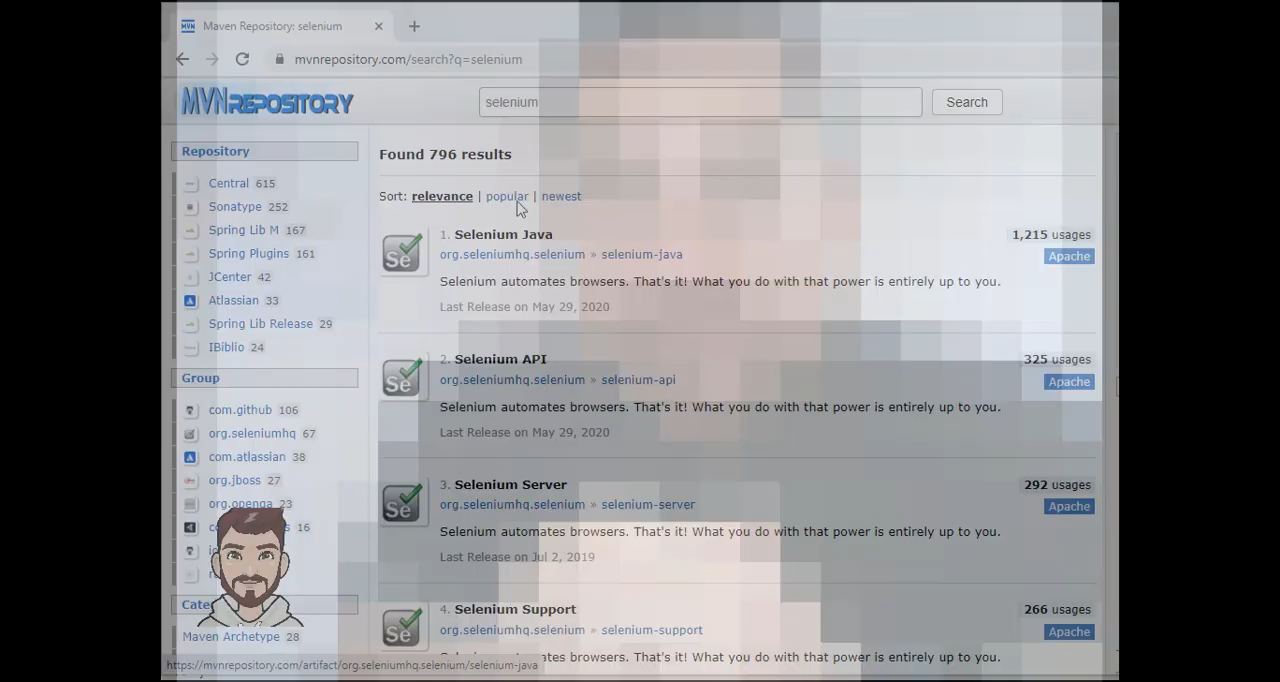 Maven Repository: selenium
mvnrepository.com/search?q=selenium
MVN REPOSITORY
selenium
Search
Repository
Central 615
Sonatype 252
Spring Lib M 167
Spring Plugins 161
JCenter 42
Atlassian 33
Spring Lib Release 29
IBiblio 24
Group
com.github 106
org.seleniumhq 67
com.atlassian 38
org.jboss 27
org.openga 23
16
Maven Archetype 28
Found 796 results
Sort: relevance | popular | newest
1. Selenium Java
1,215 usages
org.seleniumhq.selenium » selenium-java
Apache
Selenium automates browsers. That's it! What you do with that power is entirely up to you.
Last Release on May 29, 2020
2. Selenium API
325 usages
org.seleniumhq.selenium » selenium-api
Apache
Selenium automates browsers. That's it! What you do with that power is entirely up to you.
Last Release on May 29, 2020
3. Selenium Server
292 usages
org.seleniumhq.selenium » selenium-server
Apache
Selenium automates browsers. That's it! What you do with that power is entirely up to you.
Last Release on Jul 2, 2019
4. Selenium Support
266 usages
org.seleniumhq.selenium » selenium-support
Apache
Selenium automates browsers. That's it! What you do with that power is entirely up to you.
https://mvnrepository.com/artifact/org.seleniumhq.selenium/selenium-java